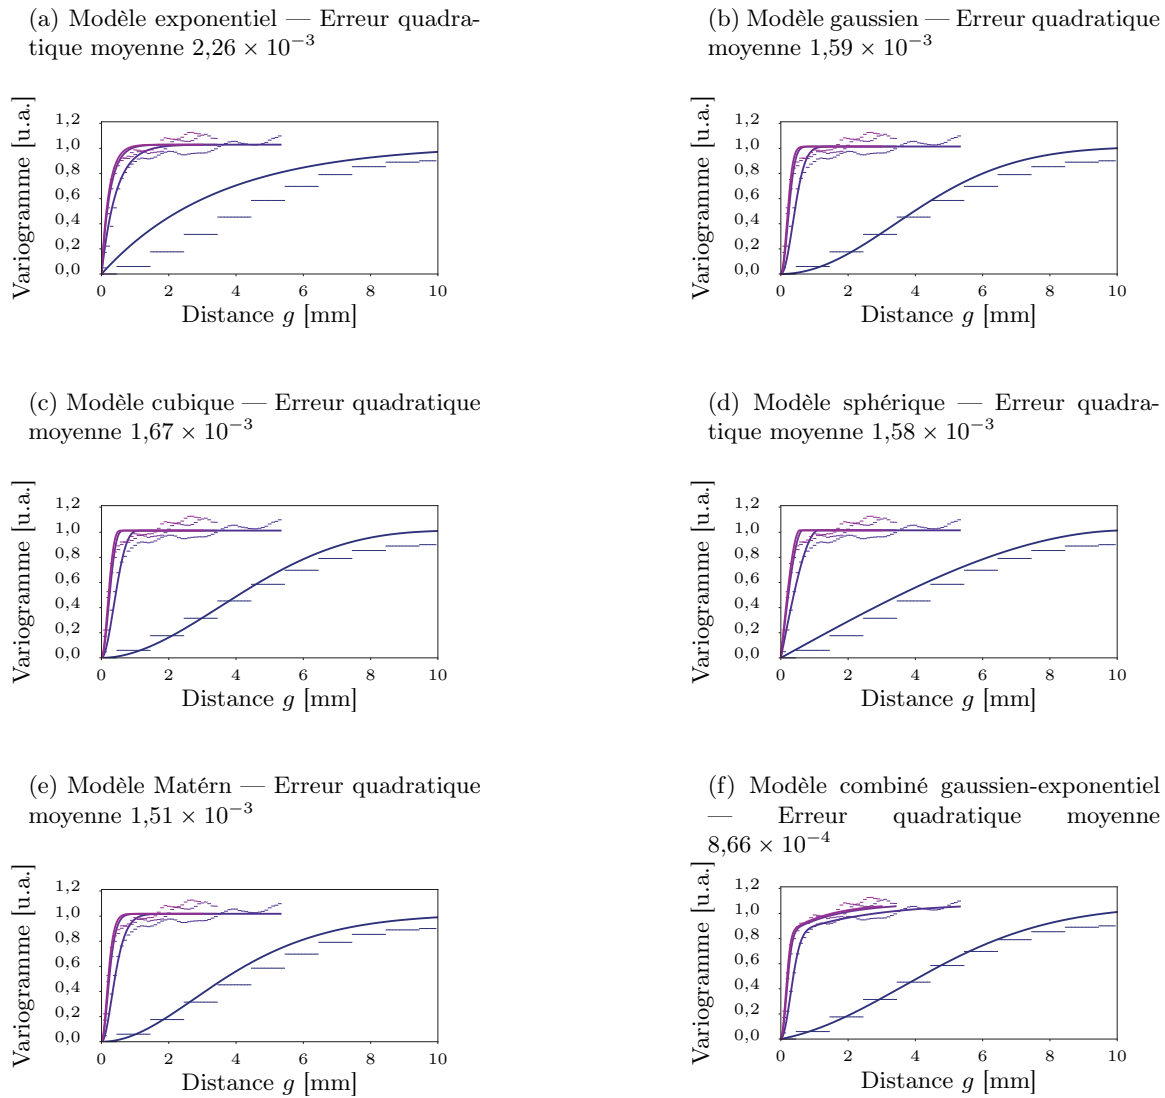 (a) Modèle exponentiel — Erreur quadra-
tique moyenne 2,26 × 10⁻³
Variogramme [u.a.]
1,2
1,0
0,8
0,6
0,4
0,2
0,0
0 2 4 6 8 10
Distance g [mm]
(b) Modèle gaussien — Erreur quadratique
moyenne 1,59 × 10⁻³
Variogramme [u.a.]
1,2
1,0
0,8
0,6
0,4
0,2
0,0
0 2 4 6 8 10
Distance g [mm]
(c) Modèle cubique — Erreur quadratique
moyenne 1,67 × 10⁻³
Variogramme [u.a.]
1,2
1,0
0,8
0,6
0,4
0,2
0,0
0 2 4 6 8 10
Distance g [mm]
(d) Modèle sphérique — Erreur quadra-
tique moyenne 1,58 × 10⁻³
Variogramme [u.a.]
1,2
1,0
0,8
0,6
0,4
0,2
0,0
0 2 4 6 8 10
Distance g [mm]
(e) Modèle Matérn — Erreur quadratique
moyenne 1,51 × 10⁻³
Variogramme [u.a.]
1,2
1,0
0,8
0,6
0,4
0,2
0,0
0 2 4 6 8 10
Distance g [mm]
(f) Modèle combiné gaussien-exponentiel
— Erreur quadratique moyenne
8,66 × 10⁻⁴
Variogramme [u.a.]
1,2
1,0
0,8
0,6
0,4
0,2
0,0
0 2 4 6 8 10
Distance g [mm]